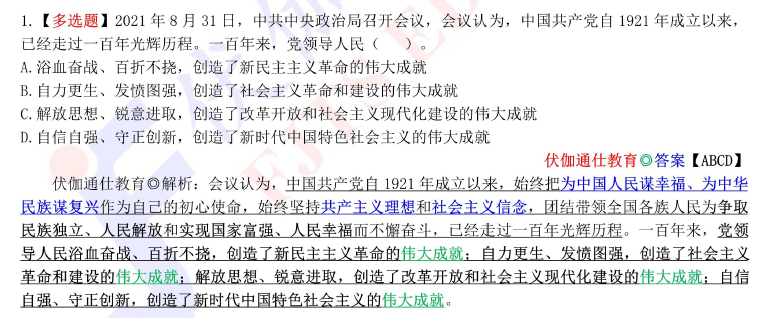 1.【多选题】2021 年 8 月 31 日，中共中央政治局召开会议，会议认为，中国共产党自 1921 年成立以来，
已经走过一百年光辉历程。一百年来，党领导人民（　　）。
A.浴血奋战、百折不挠，创造了新民主主义革命的伟大成就
B.自力更生、发愤图强，创造了社会主义革命和建设的伟大成就
C.解放思想、锐意进取，创造了改革开放和社会主义现代化建设的伟大成就
D.自信自强、守正创新，创造了新时代中国特色社会主义的伟大成就
伏伽通仕教育◎答案【ABCD】
伏伽通仕教育◎解析：会议认为，中国共产党自 1921 年成立以来，始终把为中国人民谋幸福、为中华
民族谋复兴作为自己的初心使命，始终坚持共产主义理想和社会主义信念，团结带领全国各族人民为争取
民族独立、人民解放和实现国家富强、人民幸福而不懈奋斗，已经走过一百年光辉历程。一百年来，党领
导人民浴血奋战、百折不挠，创造了新民主主义革命的伟大成就；自力更生、发愤图强，创造了社会主义
革命和建设的伟大成就；解放思想、锐意进取，创造了改革开放和社会主义现代化建设的伟大成就；自信
自强、守正创新，创造了新时代中国特色社会主义的伟大成就。